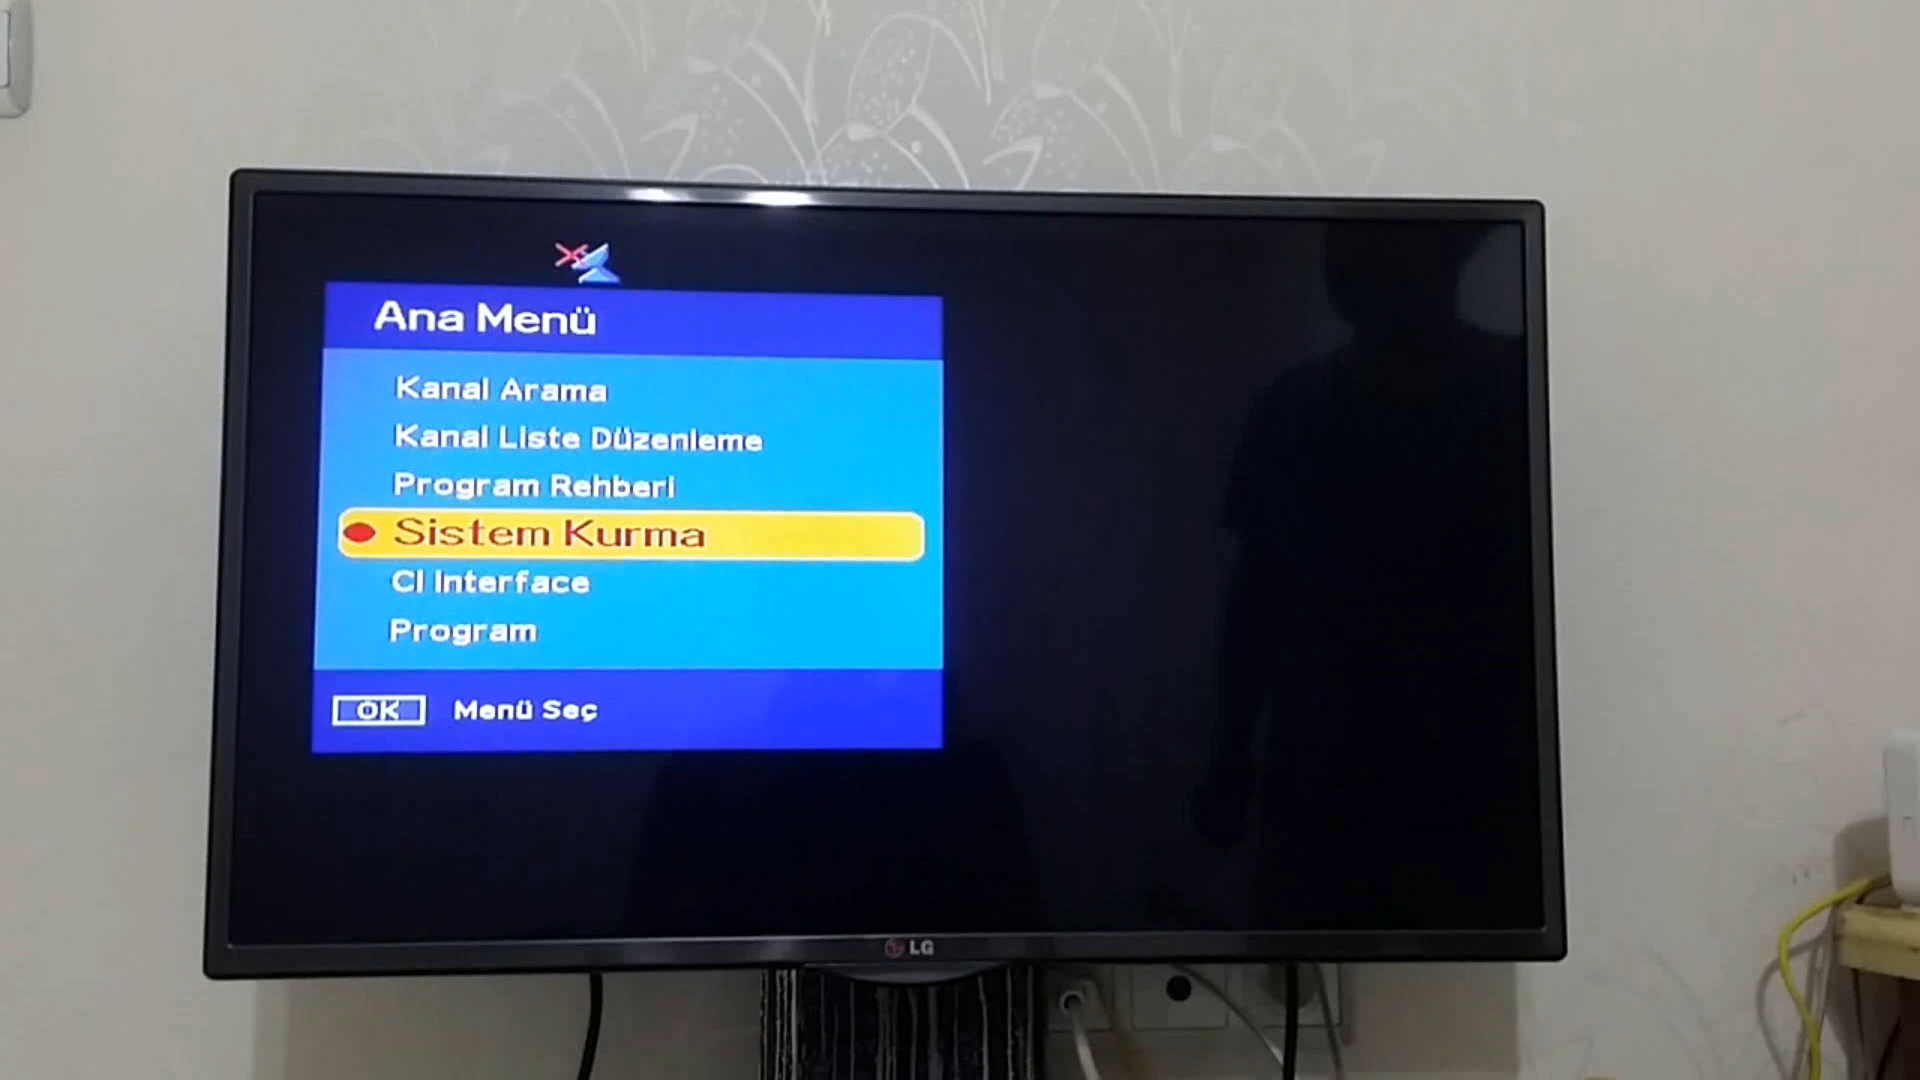 Ana Menü
Kanal Arama
Kanal Liste Düzenleme
Program Rehberi
Sistem Kurma
CI Interface
Program
OK Menü Seç
LG